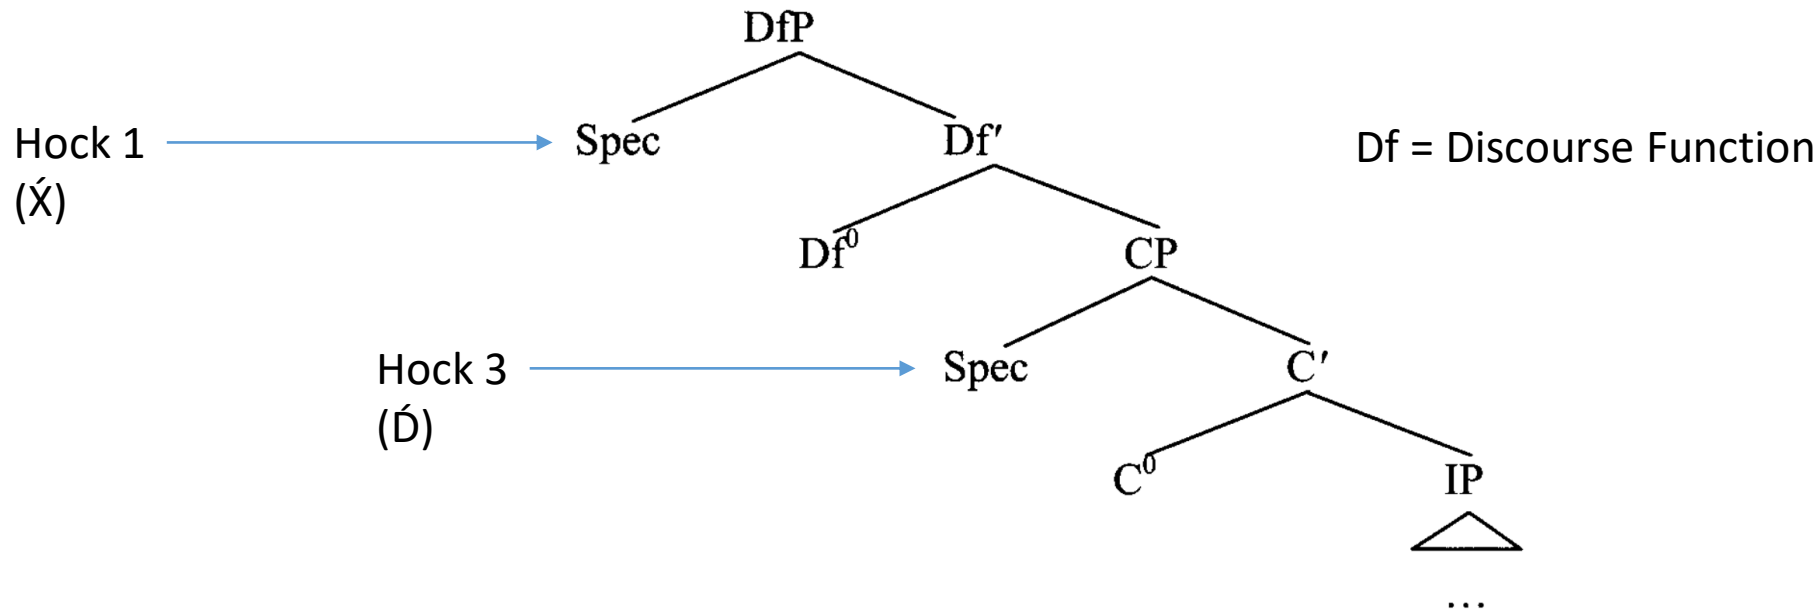 DfP
Hock 1
(X́)
Spec
Df′
Df = Discourse Function
Df⁰
CP
Hock 3
(D́)
Spec
C′
C⁰
IP
...